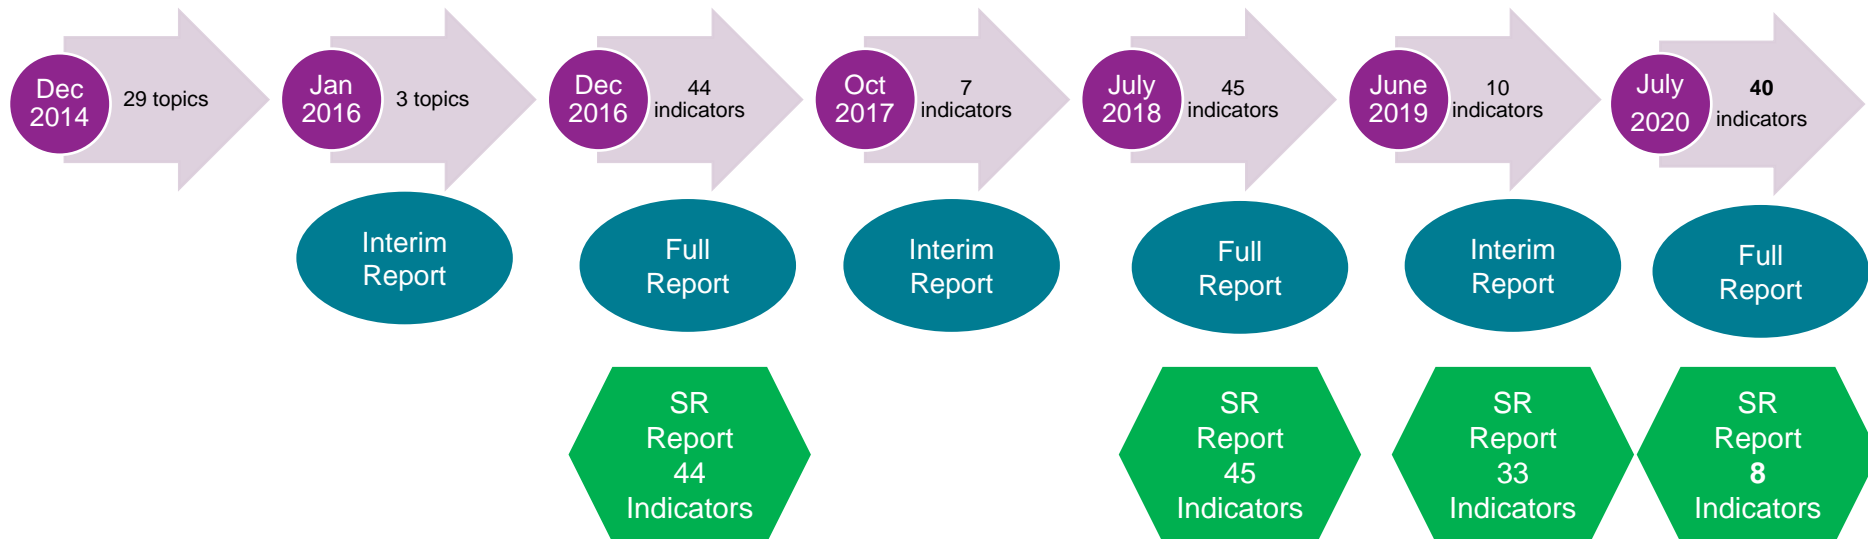 Dec
2014
29 topics
Jan
2016
3 topics
Dec
2016
44
indicators
Oct
2017
7
indicators
July
2018
45
indicators
June
2019
10
indicators
July
2020
40
indicators
Interim
Report
Full
Report
Interim
Report
Full
Report
Interim
Report
Full
Report
SR
Report
44
Indicators
SR
Report
45
Indicators
SR
Report
33
Indicators
SR
Report
8
Indicators